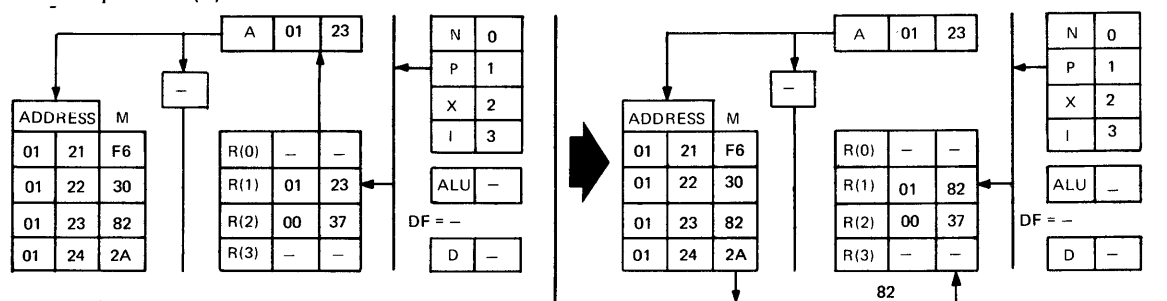 A 01 23
N 0
P 1
X 2
I 3
–
ADDRESS M
01 21 F6
01 22 30
01 23 82
01 24 2A
R(0) – –
R(1) 01 23
R(2) 00 37
R(3) – –
ALU –
DF = –
D –
A 01 23
N 0
P 1
X 2
I 3
–
ADDRESS M
01 21 F6
01 22 30
01 23 82
01 24 2A
R(0) – –
R(1) 01 82
R(2) 00 37
R(3) – –
ALU –
DF = –
D –
82